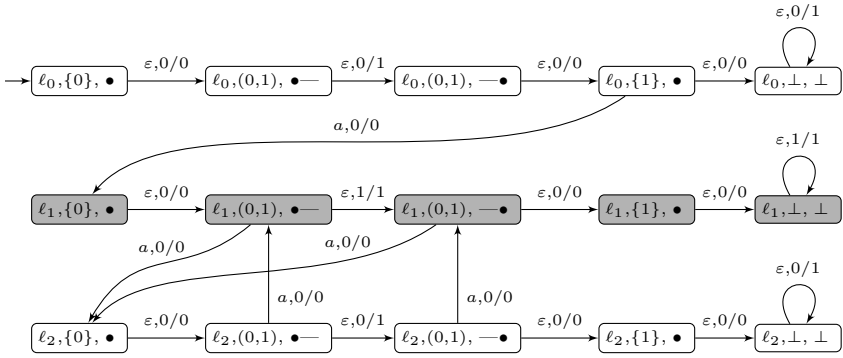 ε,0/1
ε,0/0 ε,0/1 ε,0/0 ε,0/0
ℓ0,{0}, ● ℓ0,(0,1), ●— ℓ0,(0,1), —● ℓ0,{1}, ● ℓ0,⊥, ⊥
a,0/0
ε,1/1
ε,0/0 ε,1/1 ε,0/0 ε,0/0
ℓ1,{0}, ● ℓ1,(0,1), ●— ℓ1,(0,1), —● ℓ1,{1}, ● ℓ1,⊥, ⊥
a,0/0 a,0/0
ε,0/1
a,0/0 a,0/0
ε,0/0 ε,0/1 ε,0/0 ε,0/0
ℓ2,{0}, ● ℓ2,(0,1), ●— ℓ2,(0,1), —● ℓ2,{1}, ● ℓ2,⊥, ⊥